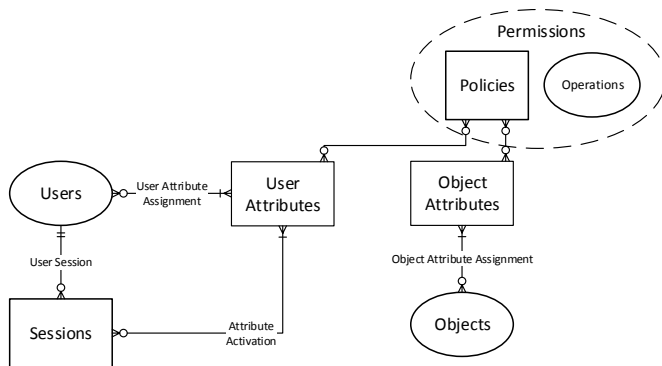 Permissions
Policies
Operations
Users
User Attribute
Assignment
User
Attributes
Object
Attributes
User Session
Object Attribute Assignment
Sessions
Attribute
Activation
Objects